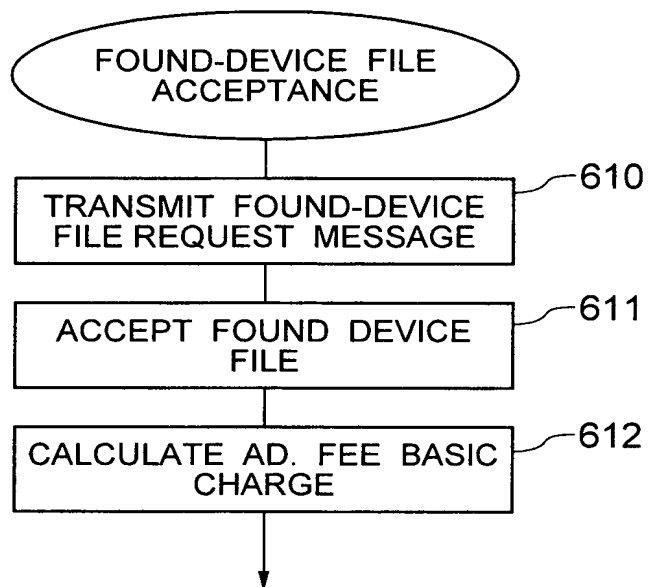 FOUND-DEVICE FILE
ACCEPTANCE
610
TRANSMIT FOUND-DEVICE
FILE REQUEST MESSAGE
611
ACCEPT FOUND DEVICE
FILE
612
CALCULATE AD. FEE BASIC
CHARGE